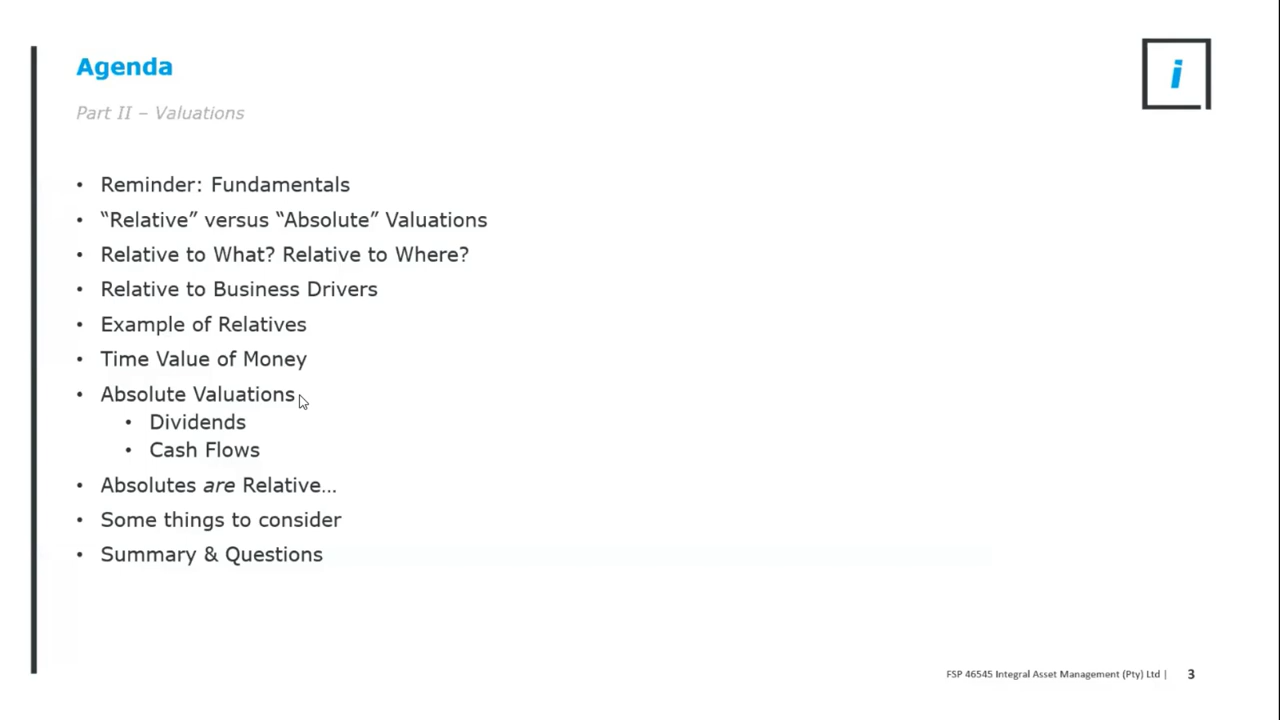 Agenda
i
Part II – Valuations
• Reminder: Fundamentals
• “Relative” versus “Absolute” Valuations
• Relative to What? Relative to Where?
• Relative to Business Drivers
• Example of Relatives
• Time Value of Money
• Absolute Valuations
• Dividends
• Cash Flows
• Absolutes are Relative…
• Some things to consider
• Summary & Questions
FSP 46545 Integral Asset Management (Pty) Ltd | 3